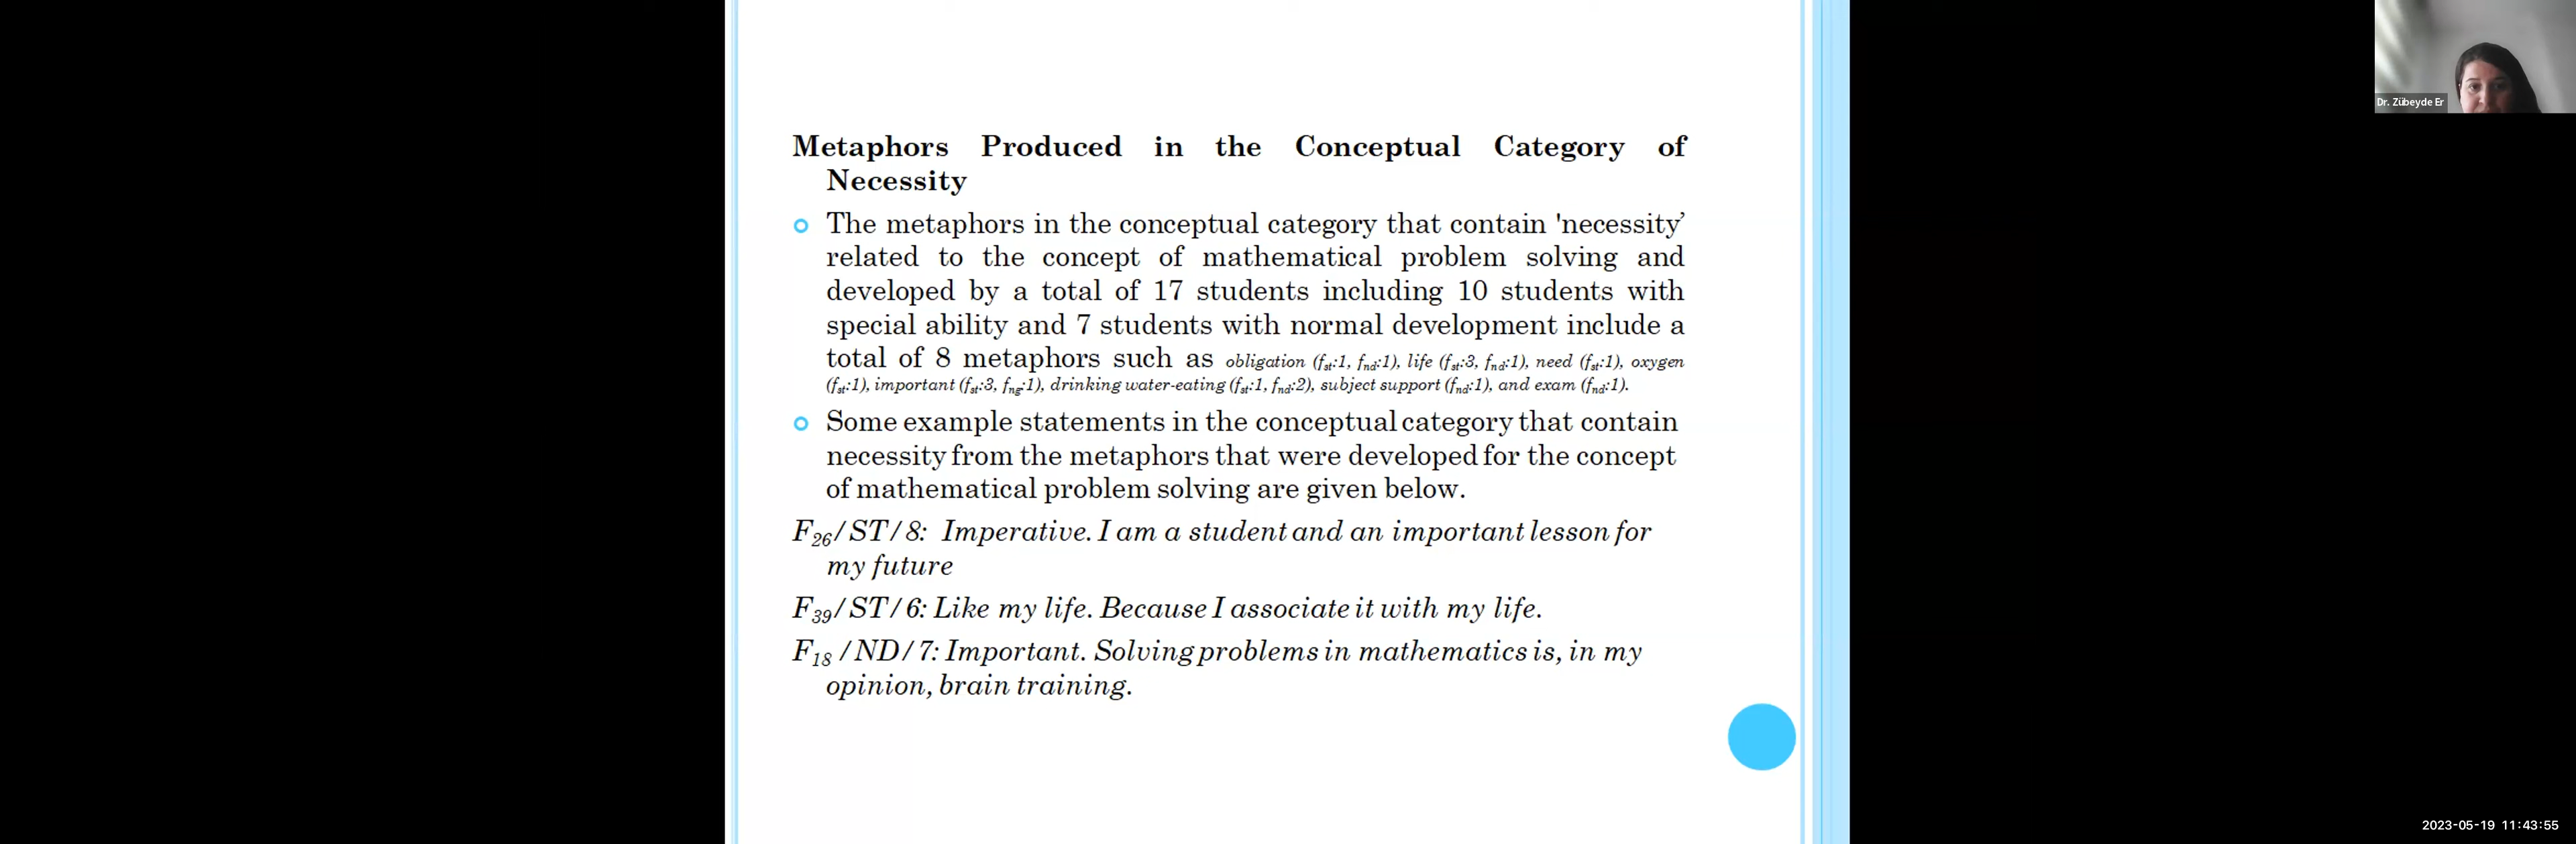 Dr. Zübeyde Er
Metaphors Produced in the Conceptual Category of
Necessity
The metaphors in the conceptual category that contain 'necessity’
related to the concept of mathematical problem solving and
developed by a total of 17 students including 10 students with
special ability and 7 students with normal development include a
total of 8 metaphors such as obligation (fst:1, fnd:1), life (fst:3, fnd:1), need (fst:1), oxygen
(fst:1), important (fst:3, fng:1), drinking water-eating (fst:1, fnd:2), subject support (fnd:1), and exam (fnd:1).
Some example statements in the conceptual category that contain
necessity from the metaphors that were developed for the concept
of mathematical problem solving are given below.
F26/ST/8: Imperative. I am a student and an important lesson for
my future
F39/ST/6: Like my life. Because I associate it with my life.
F18 /ND/7: Important. Solving problems in mathematics is, in my
opinion, brain training.
2023-05-19 11:43:55